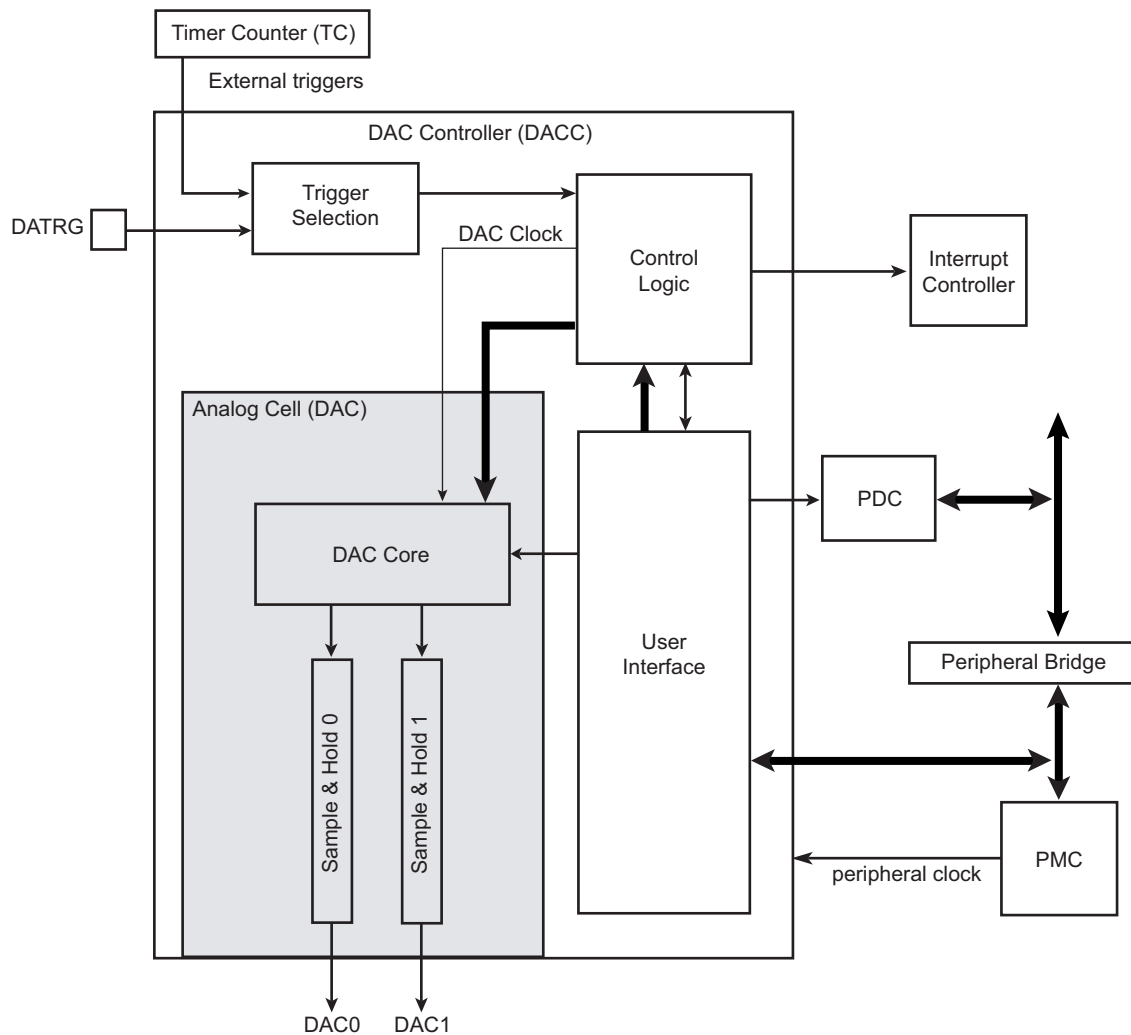 Timer Counter (TC)
External triggers
DAC Controller (DACC)
Trigger
Selection
DATRG
DAC Clock
Control
Logic
Interrupt
Controller
Analog Cell (DAC)
PDC
DAC Core
User
Interface
Peripheral Bridge
Sample & Hold 0
Sample & Hold 1
PMC
peripheral clock
DAC0
DAC1